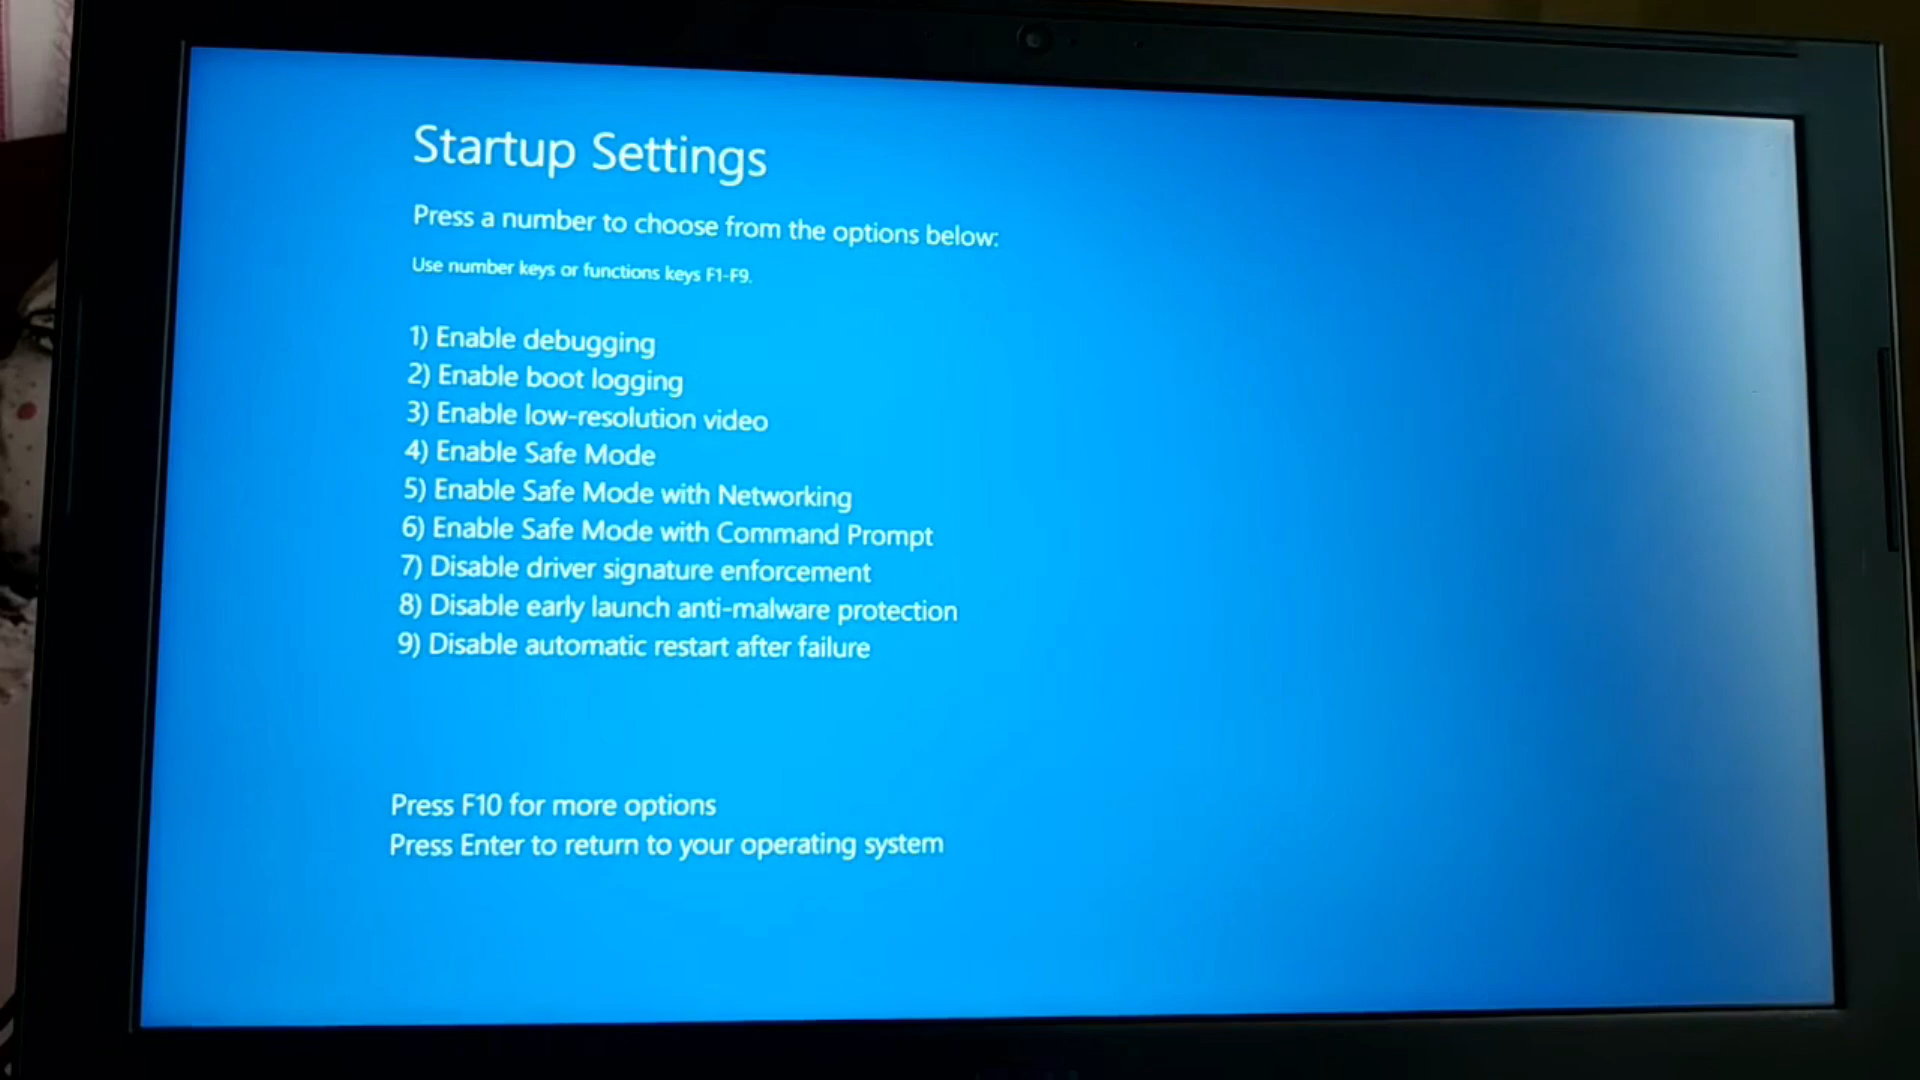 Startup Settings
Press a number to choose from the options below:
Use number keys or functions keys F1-F9.
1) Enable debugging
2) Enable boot logging
3) Enable low-resolution video
4) Enable Safe Mode
5) Enable Safe Mode with Networking
6) Enable Safe Mode with Command Prompt
7) Disable driver signature enforcement
8) Disable early launch anti-malware protection
9) Disable automatic restart after failure
Press F10 for more options
Press Enter to return to your operating system